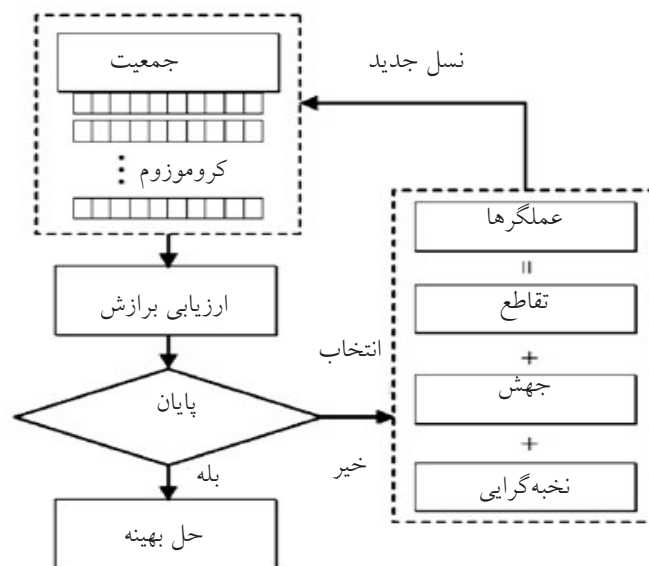 جمعیت
نسل جدید
کروموزوم
عملگرها
=
ارزیابی برازش
تقاطع
+
انتخاب
پایان
جهش
+
خیر
بله
نخبه‌گرایی
حل بهینه